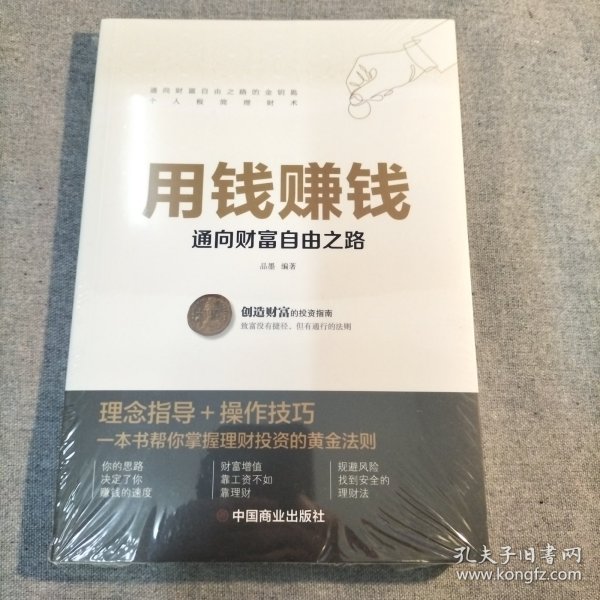 通向财富自由之路的金钥匙
个人极简理财术
用钱赚钱
通向财富自由之路
品墨 编著
创造财富的投资指南
致富没有捷径，但有通行的法则
理念指导+操作技巧
一本书帮你掌握理财投资的黄金法则
你的思路
决定了你
赚钱的速度
财富增值
靠工资不如
靠理财
规避风险
找到安全的
理财法
中国商业出版社
孔夫子旧书网
www.kongfz.com